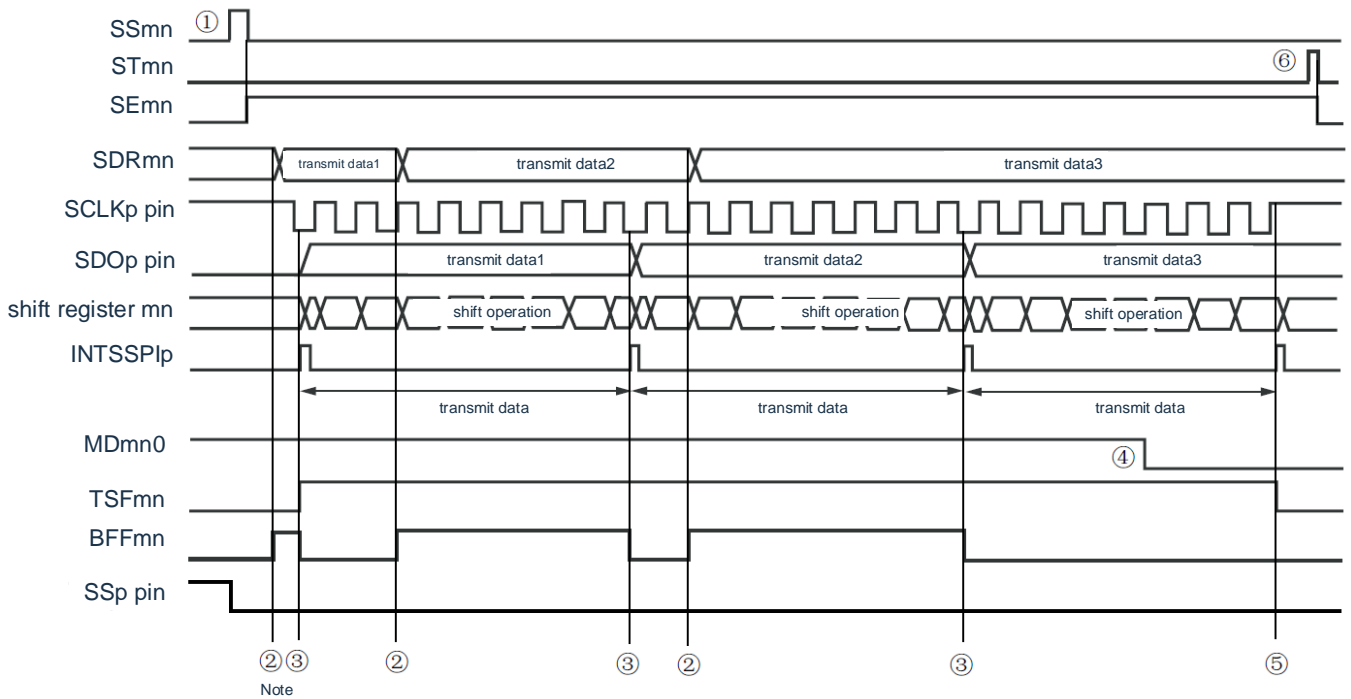 SSmn ①
STmn ⑥
SEmn
SDRmn transmit data1 transmit data2 transmit data3
SCLKp pin
SDOp pin transmit data1 transmit data2 transmit data3
shift register mn shift operation shift operation shift operation
INTSSPIp
transmit data transmit data transmit data
MDmn0 ④
TSFmn
BFFmn
SSp pin
② ③ ② ③ ② ③ ⑤
Note